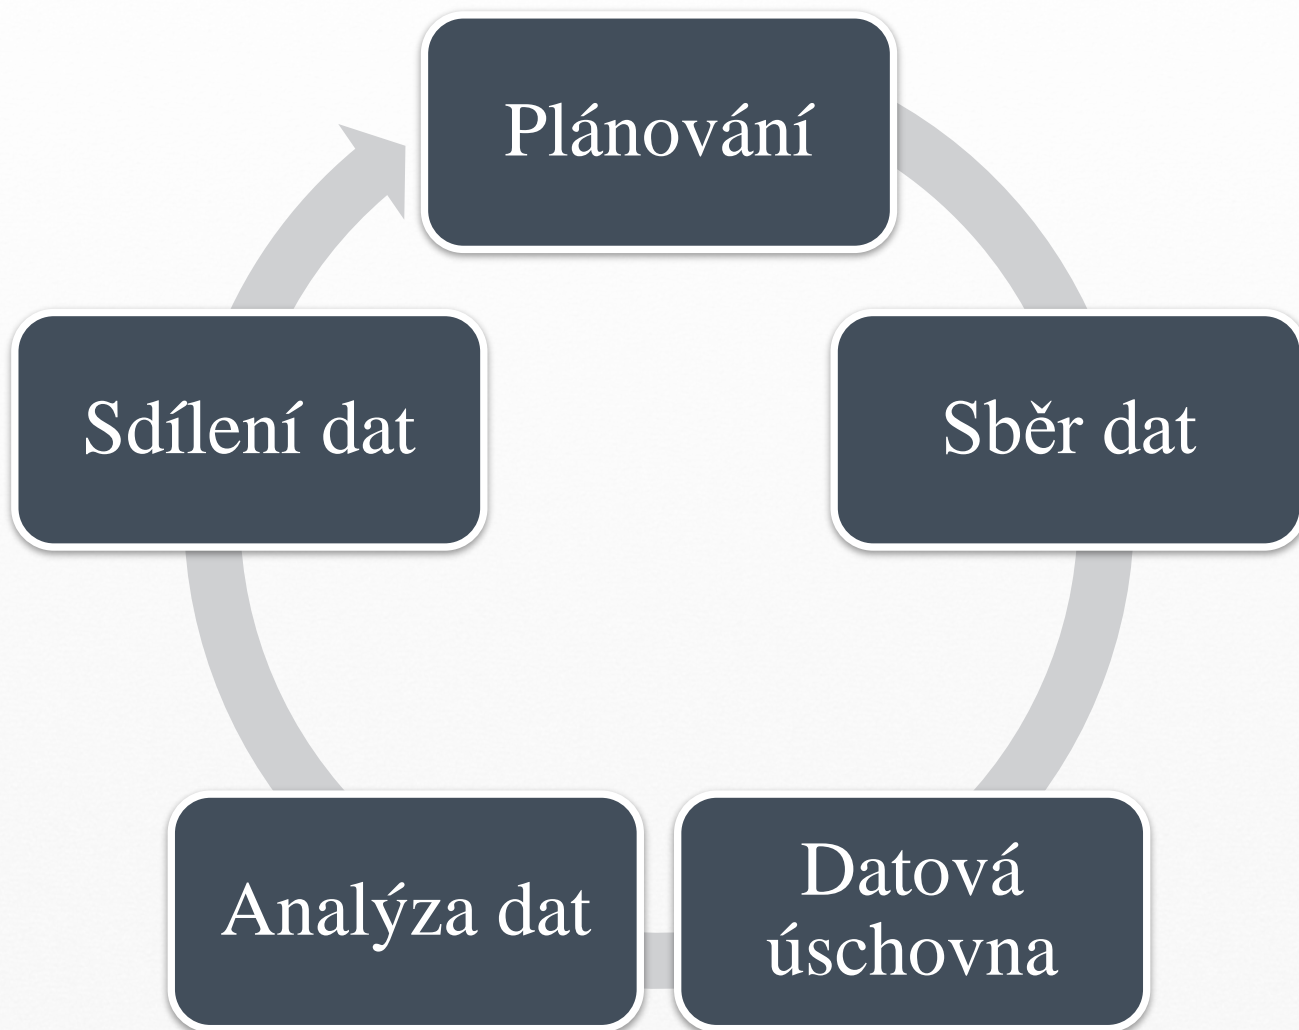 Plánování
Sdílení dat
Sběr dat
Analýza dat
Datová
úschovna